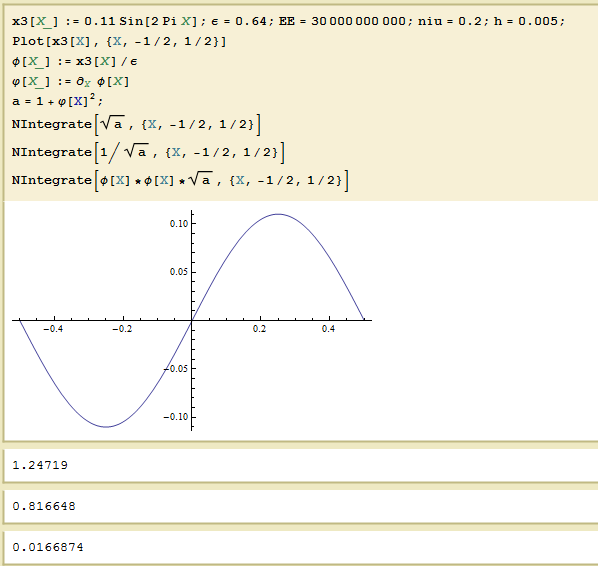 x3[X_] := 0.11 Sin[2 Pi X]; ϵ = 0.64; EE = 30 000 000 000; niu = 0.2; h = 0.005;
Plot[x3[X], {X, -1/2, 1/2}]
ϕ[X_] := x3[X]/ϵ
φ[X_] := ∂X ϕ[X]
a = 1 + φ[X]²;
NIntegrate[√a, {X, -1/2, 1/2}]
NIntegrate[1/√a, {X, -1/2, 1/2}]
NIntegrate[ϕ[X]*ϕ[X]*√a, {X, -1/2, 1/2}]
0.10
0.05
-0.4 -0.2 0.2 0.4
-0.05
-0.10
1.24719
0.816648
0.0166874